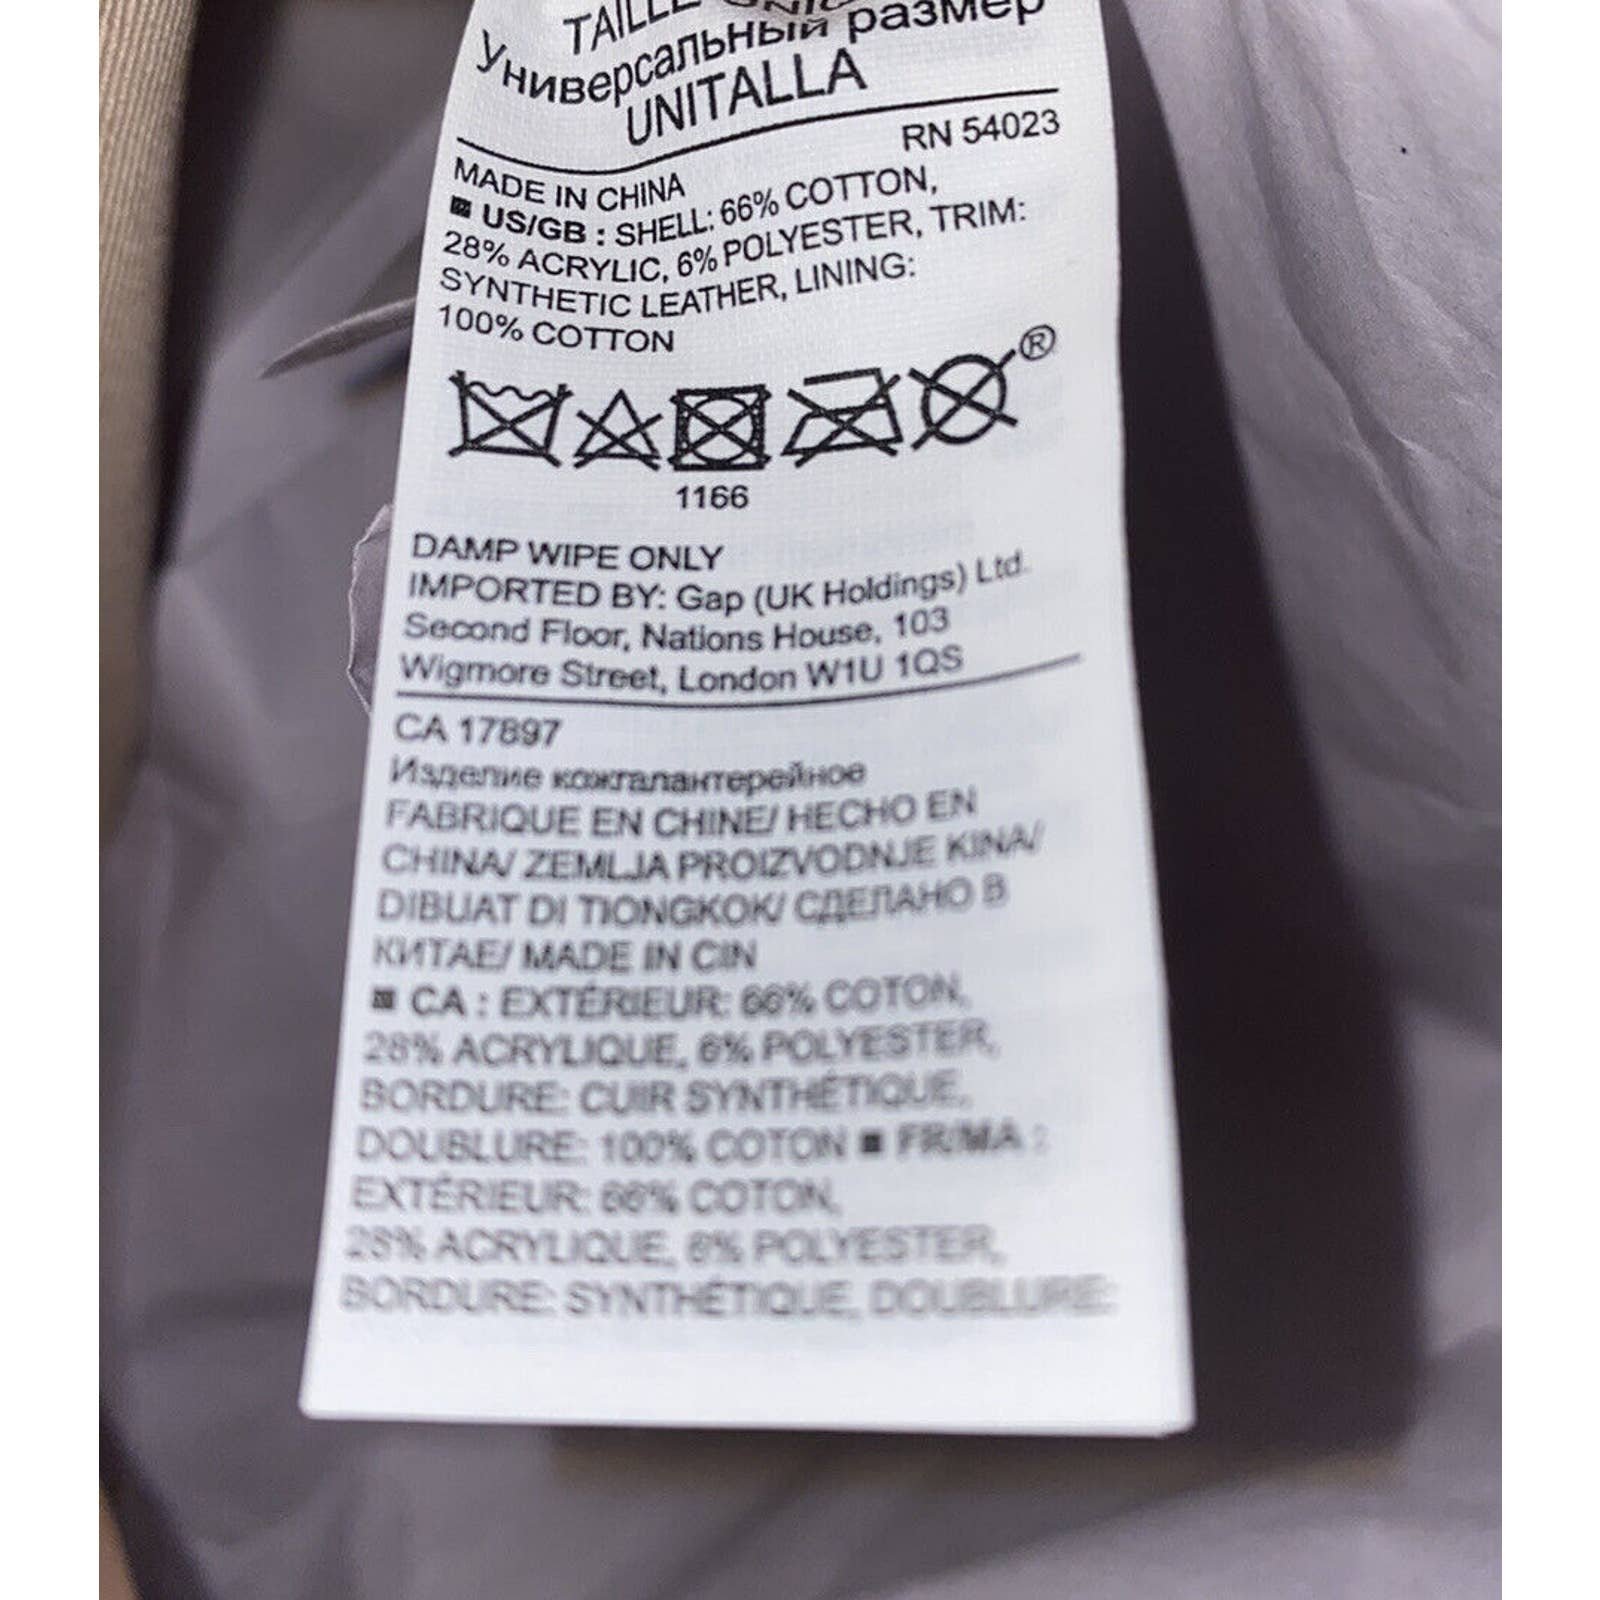 TAILLE
Универсальный размер
UNITALLA
RN 54023
MADE IN CHINA
US/GB : SHELL: 66% COTTON,
28% ACRYLIC, 6% POLYESTER, TRIM:
SYNTHETIC LEATHER, LINING:
100% COTTON
®
1166
DAMP WIPE ONLY
IMPORTED BY: Gap (UK Holdings) Ltd.
Second Floor, Nations House, 103
Wigmore Street, London W1U 1QS
CA 17897
Изделие кожгалантерейное
FABRIQUE EN CHINE/ HECHO EN
CHINA/ ZEMLJA PROIZVODNJE KINA/
DIBUAT DI TIONGKOK/ СДЕЛАНО В
КИТАЕ/ MADE IN CIN
CA : EXTÉRIEUR: 66% COTON,
28% ACRYLIQUE, 6% POLYESTER,
BORDURE: CUIR SYNTHÉTIQUE,
DOUBLURE: 100% COTON ■ FR/MA :
EXTÉRIEUR: 66% COTON,
28% ACRYLIQUE, 6% POLYESTER,
BORDURE: SYNTHÉTIQUE, DOUBLURE: